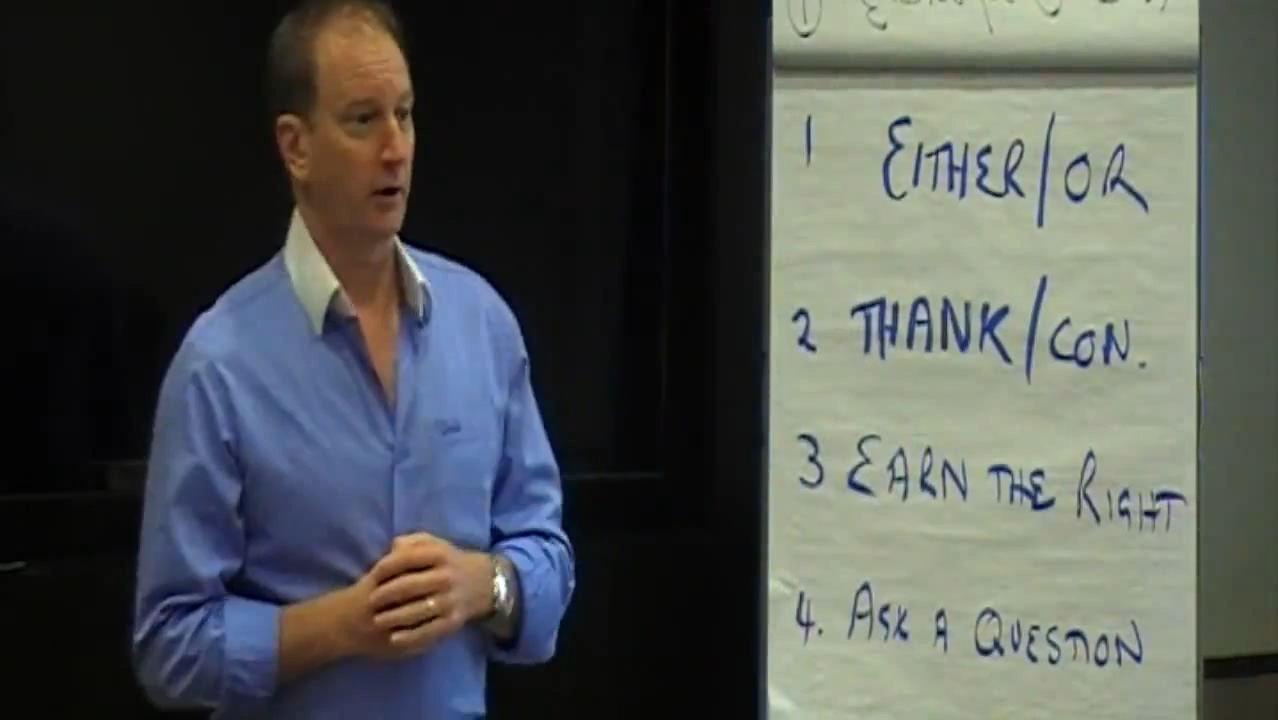 1 EITHER/OR
2 THANK/CON.
3 EARN THE RIGHT
4. ASK A QUESTION